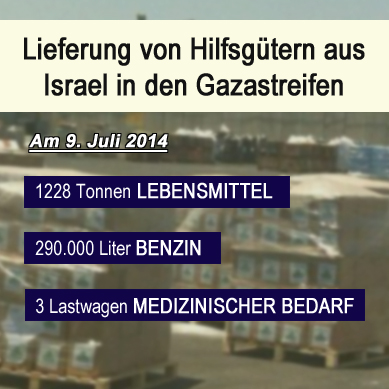 Lieferung von Hilfsgütern aus
Israel in den Gazastreifen
Am 9. Juli 2014
1228 Tonnen LEBENSMITTEL
290.000 Liter BENZIN
3 Lastwagen MEDIZINISCHER BEDARF